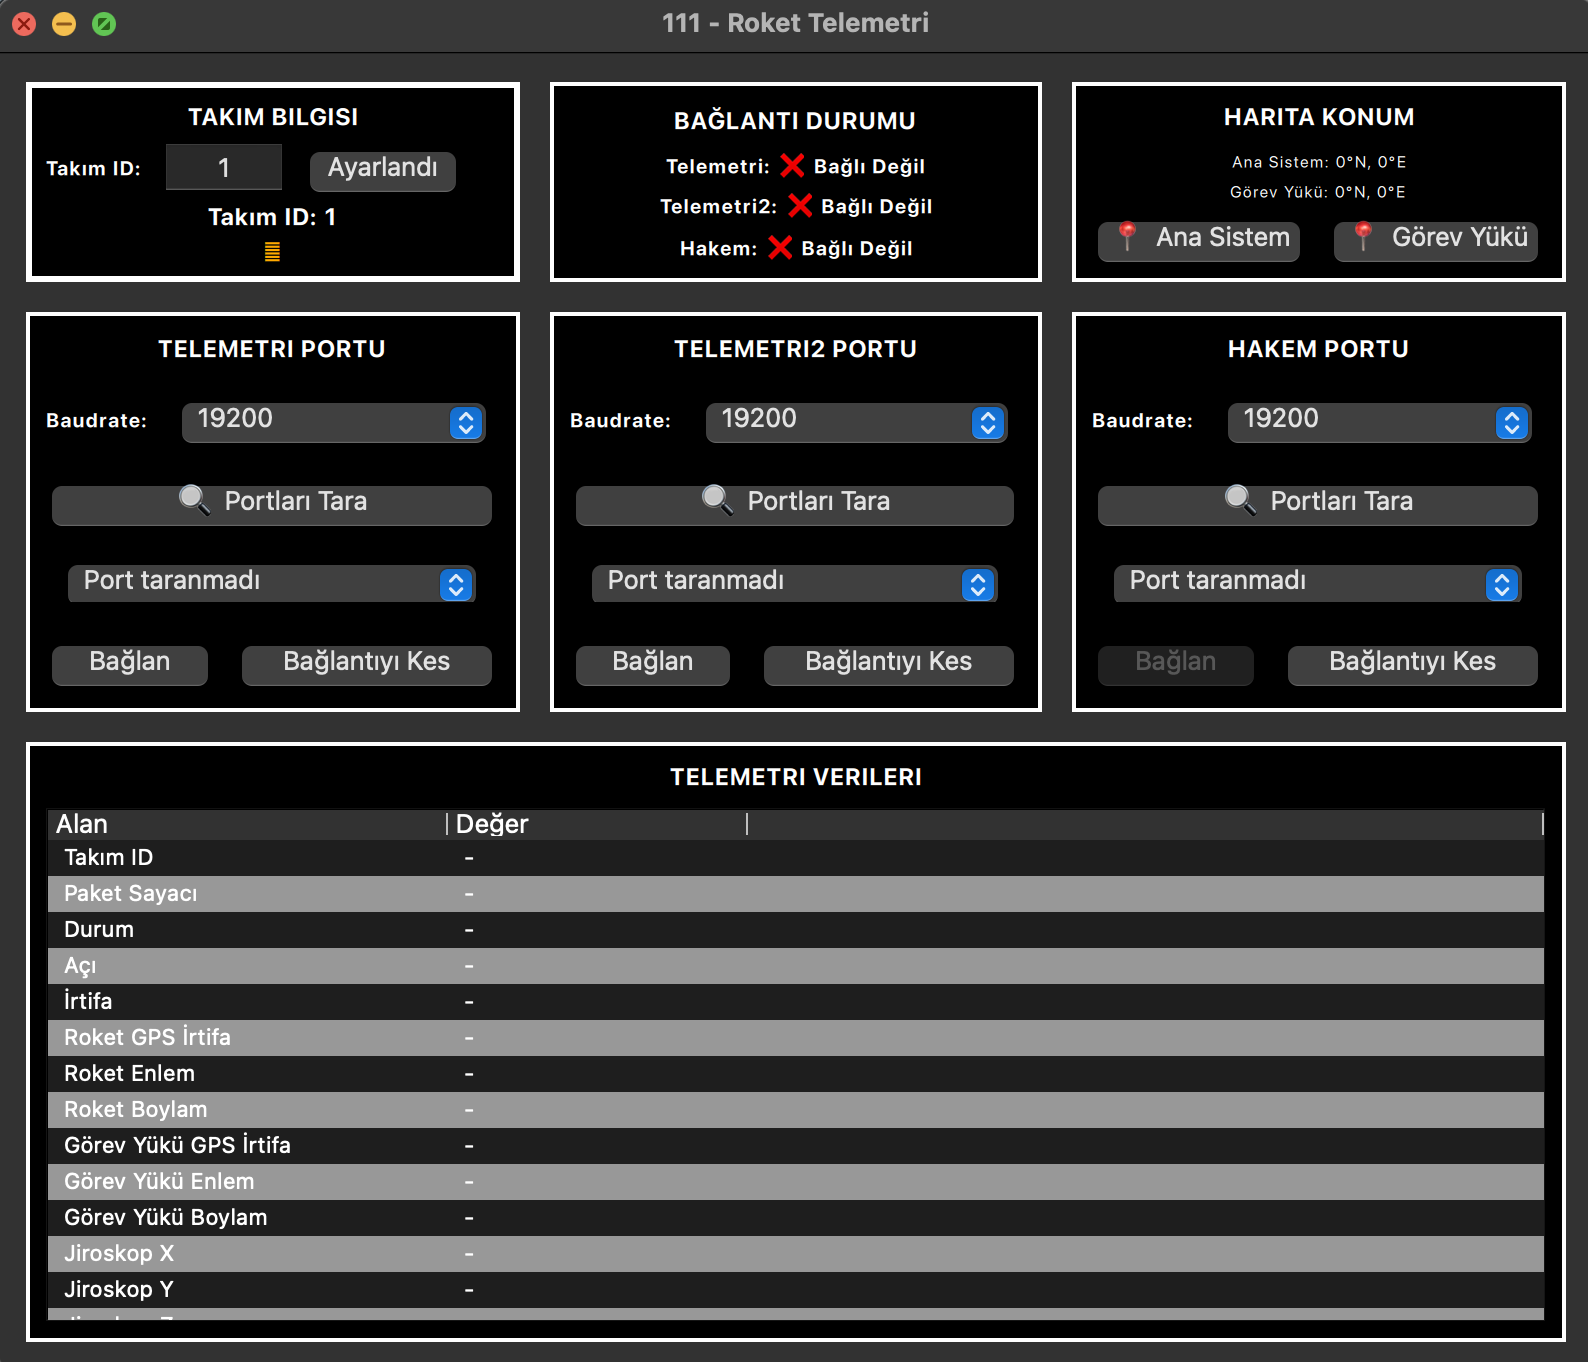 111 - Roket Telemetri
TAKIM BILGISI
Takım ID: 1 Ayarlandı
Takım ID: 1
BAĞLANTI DURUMU
Telemetri: ❌ Bağlı Değil
Telemetri2: ❌ Bağlı Değil
Hakem: ❌ Bağlı Değil
HARITA KONUM
Ana Sistem: 0°N, 0°E
Görev Yükü: 0°N, 0°E
📍 Ana Sistem 📍 Görev Yükü
TELEMETRI PORTU
Baudrate: 19200
🔍 Portları Tara
Port taranmadı
Bağlan Bağlantıyı Kes
TELEMETRI2 PORTU
Baudrate: 19200
🔍 Portları Tara
Port taranmadı
Bağlan Bağlantıyı Kes
HAKEM PORTU
Baudrate: 19200
🔍 Portları Tara
Port taranmadı
Bağlan Bağlantıyı Kes
TELEMETRI VERILERI
Alan Değer
Takım ID -
Paket Sayacı -
Durum -
Açı -
İrtifa -
Roket GPS İrtifa -
Roket Enlem -
Roket Boylam -
Görev Yükü GPS İrtifa -
Görev Yükü Enlem -
Görev Yükü Boylam -
Jiroskop X -
Jiroskop Y -